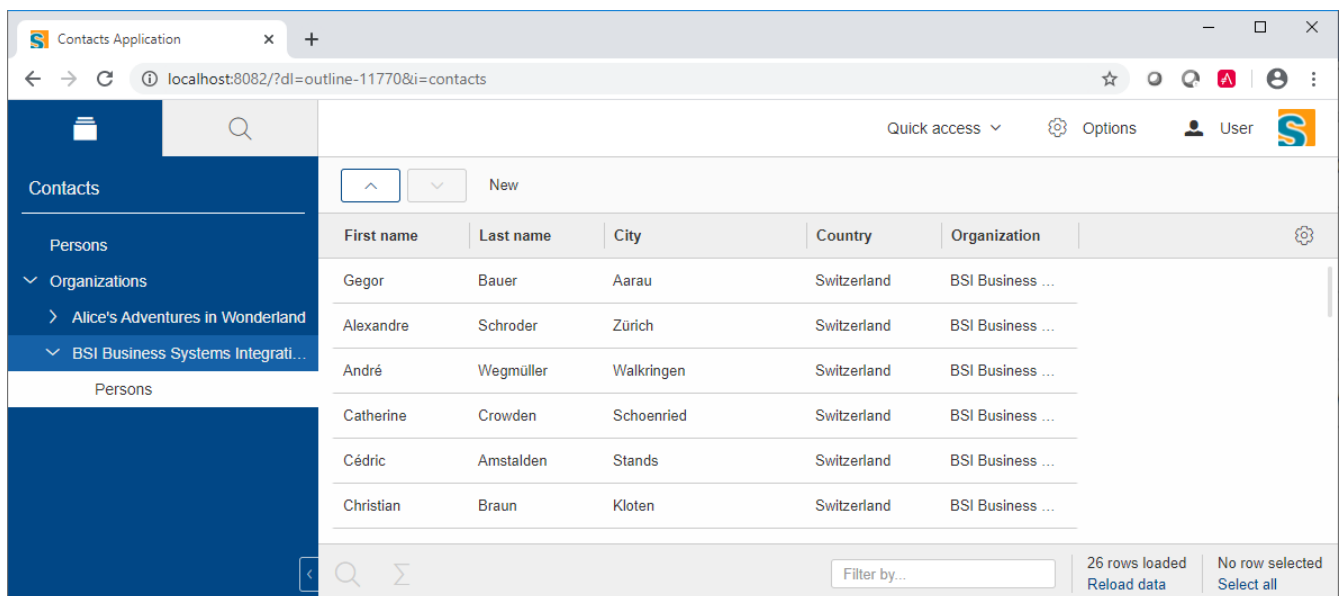 Contacts Application
localhost:8082/?dl=outline-11770&i=contacts
Quick access
Options
User
Contacts
New
Persons
Organizations
Alice's Adventures in Wonderland
BSI Business Systems Integrati...
Persons
First name Last name City Country Organization
Gegor Bauer Aarau Switzerland BSI Business ...
Alexandre Schroder Zürich Switzerland BSI Business ...
André Wegmüller Walkringen Switzerland BSI Business ...
Catherine Crowden Schoenried Switzerland BSI Business ...
Cédric Amstalden Stands Switzerland BSI Business ...
Christian Braun Kloten Switzerland BSI Business ...
Filter by...
26 rows loaded
Reload data
No row selected
Select all